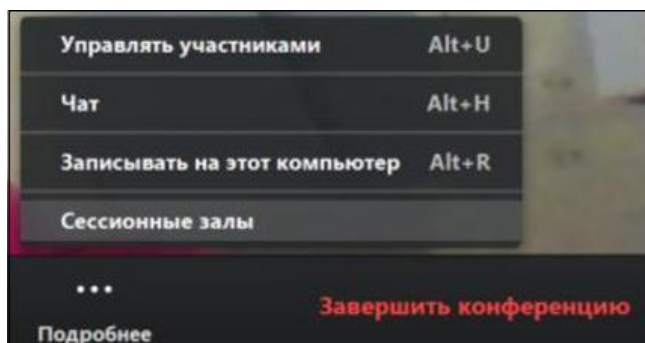 Управлять участниками Alt+U
Чат Alt+H
Записывать на этот компьютер Alt+R
Сессионные залы
Завершить конференцию
Подробнее